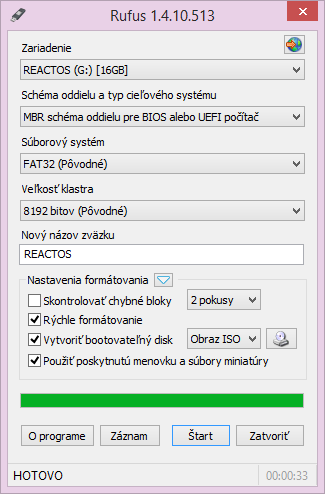 Rufus 1.4.10.513
Zariadenie
REACTOS (G:) [16GB]
Schéma oddielu a typ cieľového systému
MBR schéma oddielu pre BIOS alebo UEFI počítač
Súborový systém
FAT32 (Pôvodné)
Veľkosť klastra
8192 bitov (Pôvodné)
Nový názov zväzku
REACTOS
Nastavenia formátovania
Skontrolovať chybné bloky 2 pokusy
Rýchle formátovanie
Vytvoriť bootovateľný disk Obraz ISO
Použiť poskytnutú menovku a súbory miniatúry
O programe Záznam Štart Zatvoriť
HOTOVO 00:00:33